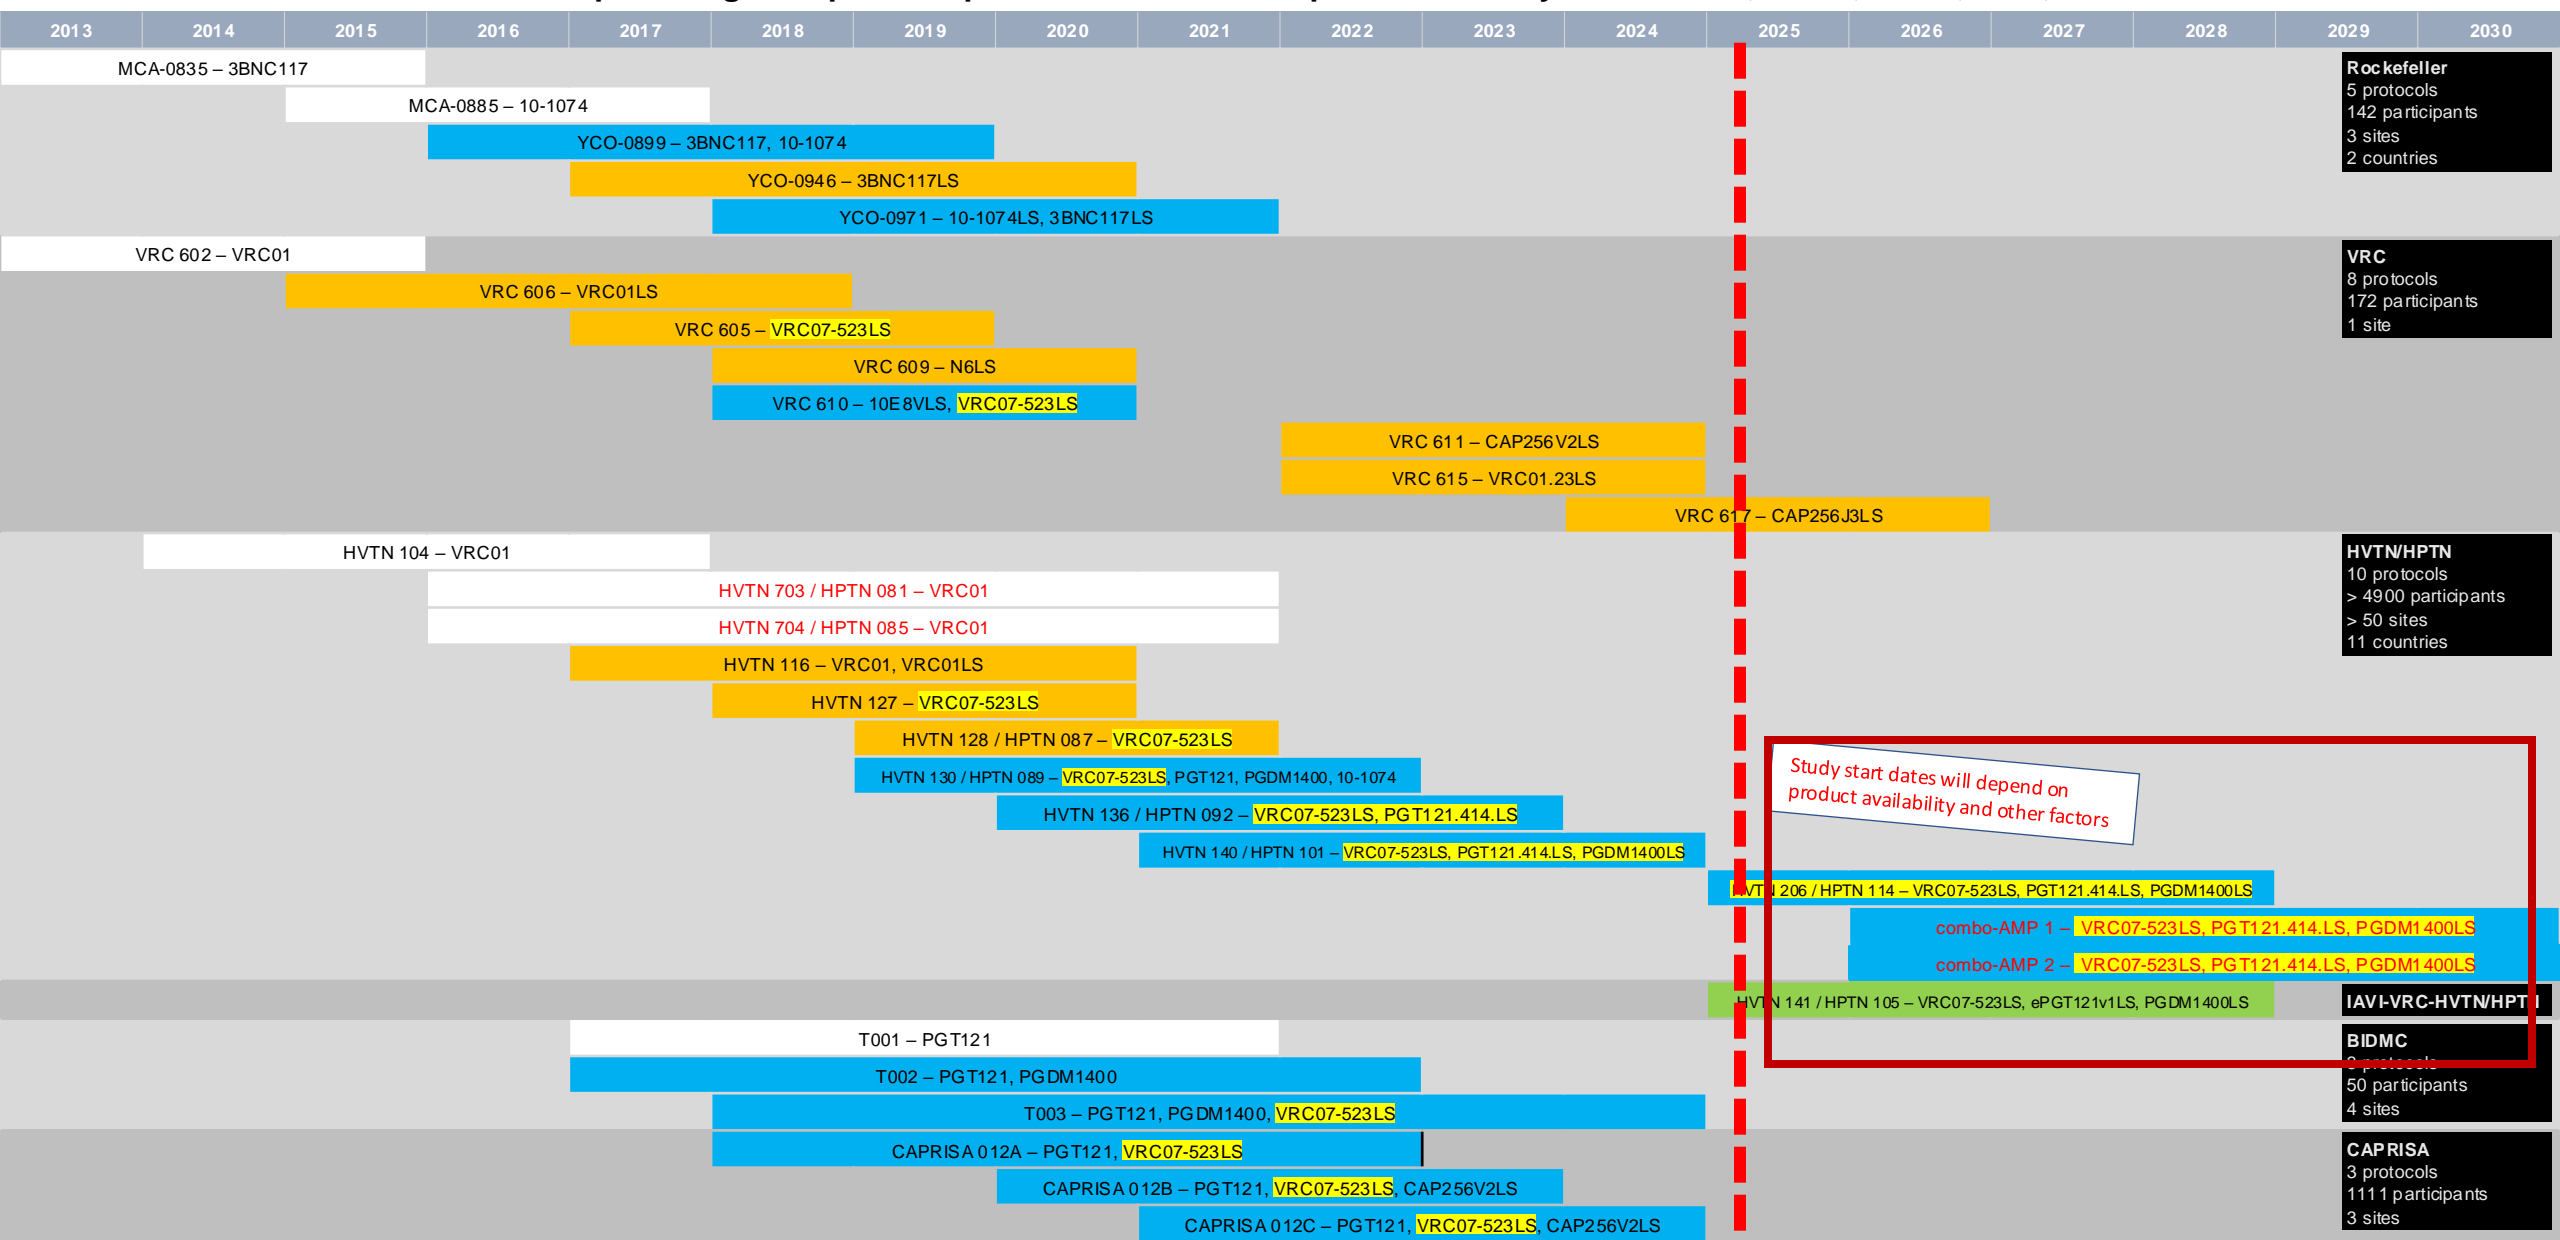 2013 2014 2015 2016 2017 2018 2019 2020 2021 2022 2023 2024 2025 2026 2027 2028 2029 2030
MCA-0835 – 3BNC117
MCA-0885 – 10-1074
YCO-0899 – 3BNC117, 10-1074
YCO-0946 – 3BNC117LS
YCO-0971 – 10-1074LS, 3BNC117LS
Rockefeller
5 protocols
142 participants
3 sites
2 countries
VRC 602 – VRC01
VRC 606 – VRC01LS
VRC 605 – VRC07-523LS
VRC 609 – N6LS
VRC 610 – 10E8VLS, VRC07-523LS
VRC 611 – CAP256V2LS
VRC 615 – VRC01.23LS
VRC 617 – CAP256J3LS
VRC
8 protocols
172 participants
1 site
HVTN 104 – VRC01
HVTN 703 / HPTN 081 – VRC01
HVTN 704 / HPTN 085 – VRC01
HVTN 116 – VRC01, VRC01LS
HVTN 127 – VRC07-523LS
HVTN 128 / HPTN 087 – VRC07-523LS
HVTN 130 / HPTN 089 – VRC07-523LS, PGT121, PGDM1400, 10-1074
HVTN 136 / HPTN 092 – VRC07-523LS, PGT121.414.LS
HVTN 140 / HPTN 101 – VRC07-523LS, PGT121.414.LS, PGDM1400LS
HVTN 206 / HPTN 114 – VRC07-523LS, PGT121.414.LS, PGDM1400LS
combo-AMP 1 – VRC07-523LS, PGT121.414.LS, PGDM1400LS
combo-AMP 2 – VRC07-523LS, PGT121.414.LS, PGDM1400LS
HVTN/HPTN
10 protocols
> 4900 participants
> 50 sites
11 countries
Study start dates will depend on
product availability and other factors
HVTN 141 / HPTN 105 – VRC07-523LS, ePGT121v1LS, PGDM1400LS
IAVI-VRC-HVTN/HPTN
T001 – PGT121
T002 – PGT121, PGDM1400
T003 – PGT121, PGDM1400, VRC07-523LS
BIDMC
protocols
50 participants
4 sites
CAPRISA 012A – PGT121, VRC07-523LS
CAPRISA 012B – PGT121, VRC07-523LS, CAP256V2LS
CAPRISA 012C – PGT121, VRC07-523LS, CAP256V2LS
CAPRISA
3 protocols
1111 participants
3 sites